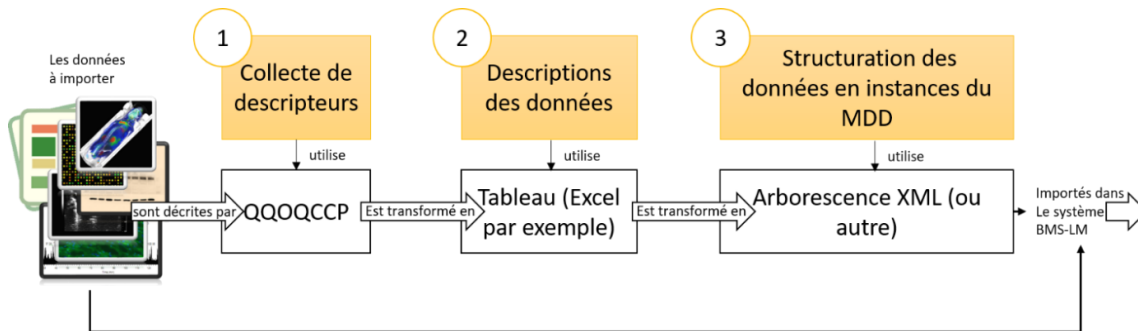 Les données
à importer
1
Collecte de
descripteurs
2
Descriptions
des données
3
Structuration des
données en instances du
MDD
utilise
utilise
utilise
sont décrites par
QQOQCCP
Est transformé en
Tableau (Excel
par exemple)
Est transformé en
Arborescence XML (ou
autre)
Importés dans
Le système
BMS-LM